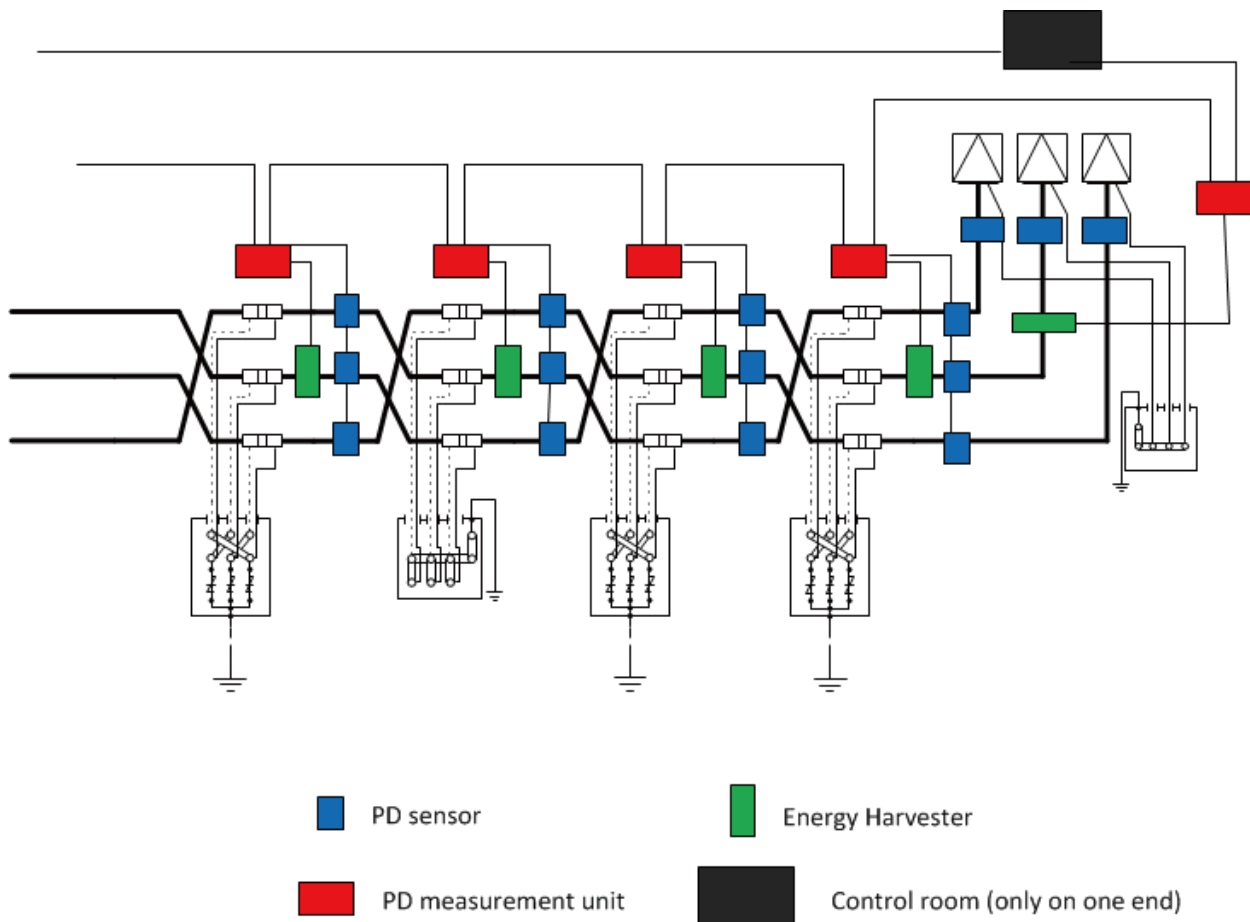 PD sensor
Energy Harvester
PD measurement unit
Control room (only on one end)